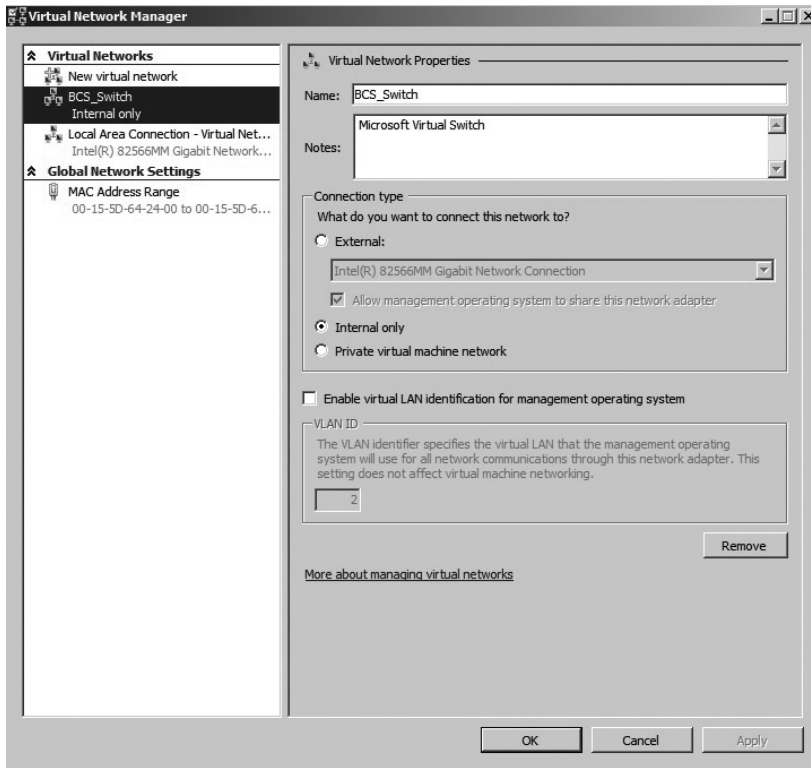 Virtual Network Manager
Virtual Networks
New virtual network
BCS_Switch
Internal only
Local Area Connection - Virtual Net...
Intel(R) 82566MM Gigabit Network...
Global Network Settings
MAC Address Range
00-15-5D-64-24-00 to 00-15-5D-6...
Virtual Network Properties
Name: BCS_Switch
Notes: Microsoft Virtual Switch
Connection type
What do you want to connect this network to?
External:
Intel(R) 82566MM Gigabit Network Connection
Allow management operating system to share this network adapter
Internal only
Private virtual machine network
Enable virtual LAN identification for management operating system
VLAN ID
The VLAN identifier specifies the virtual LAN that the management operating
system will use for all network communications through this network adapter. This
setting does not affect virtual machine networking.
2
Remove
More about managing virtual networks
OK Cancel Apply